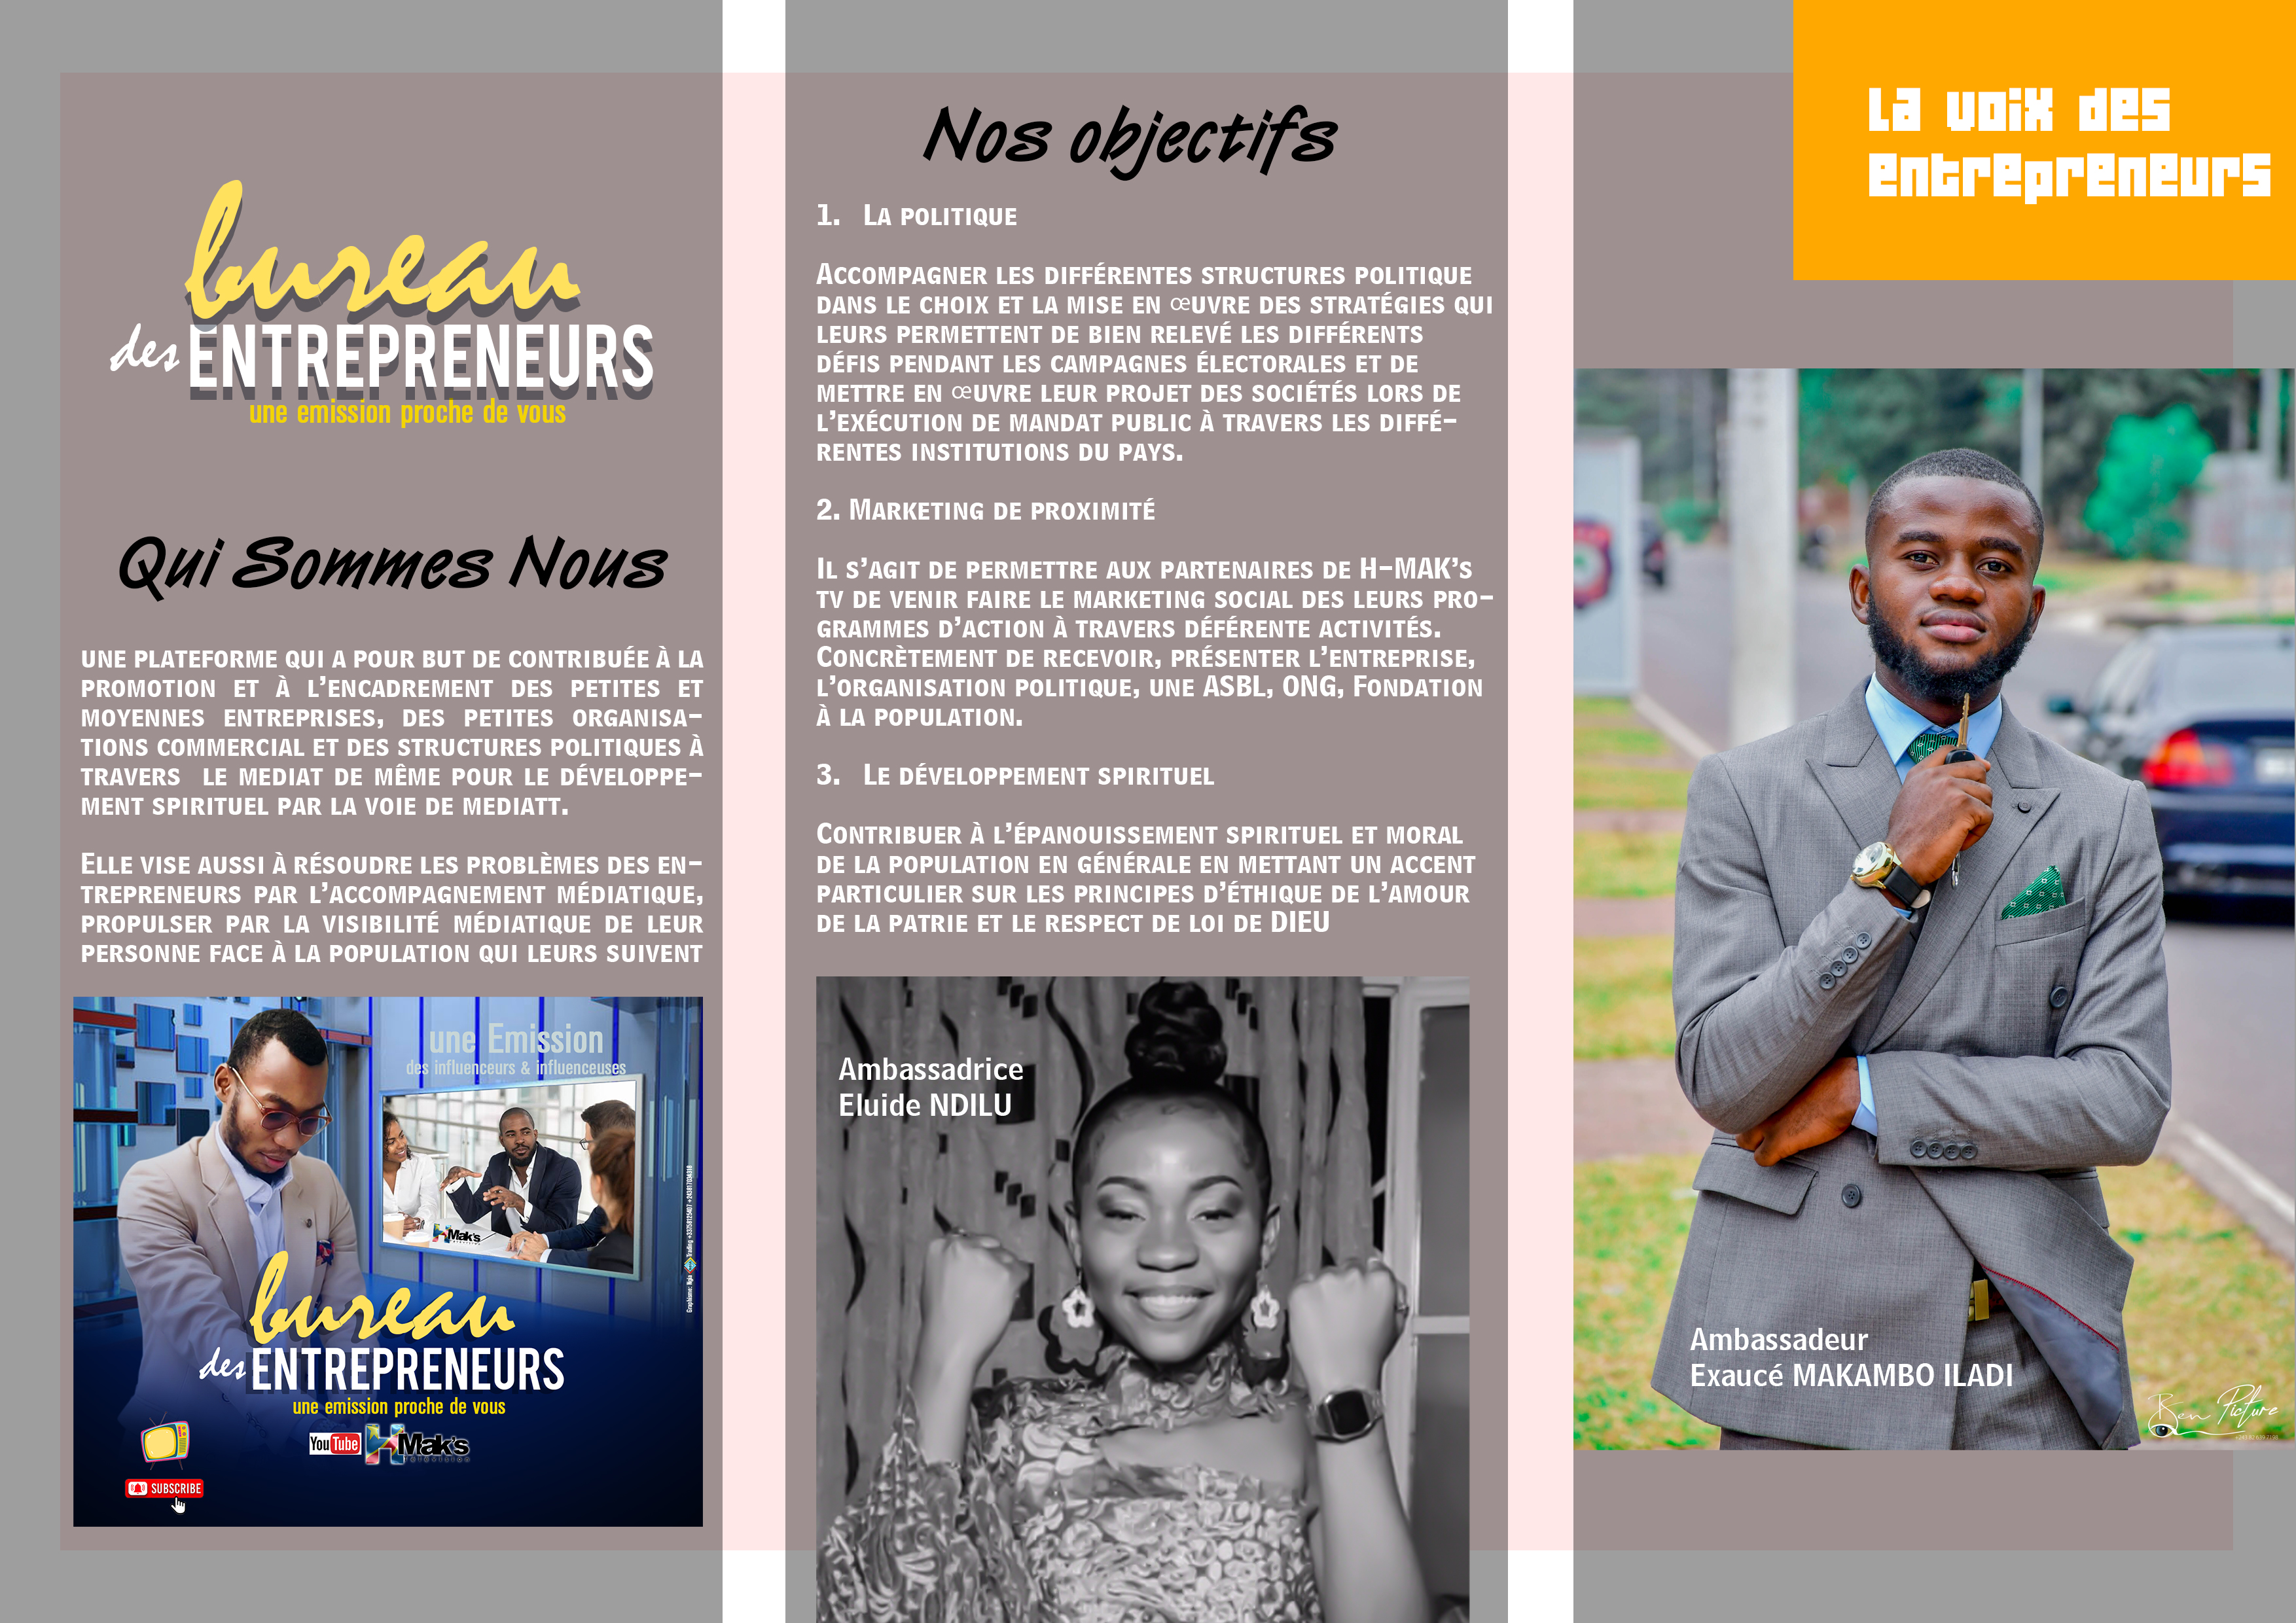 bureau
des ENTREPRENEURS
une emission proche de vous
Qui Sommes Nous
UNE PLATEFORME QUI A POUR BUT DE CONTRIBUÉE À LA
PROMOTION ET À L'ENCADREMENT DES PETITES ET
MOYENNES ENTREPRISES, DES PETITES ORGANISA-
TIONS COMMERCIAL ET DES STRUCTURES POLITIQUES À
TRAVERS LE MEDIAT DE MÊME POUR LE DÉVELOPPE-
MENT SPIRITUEL PAR LA VOIE DE MEDIATT.
ELLE VISE AUSSI À RÉSOUDRE LES PROBLÈMES DES EN-
TREPRENEURS PAR L'ACCOMPAGNEMENT MÉDIATIQUE,
PROPULSER PAR LA VISIBILITÉ MÉDIATIQUE DE LEUR
PERSONNE FACE À LA POPULATION QUI LEURS SUIVENT
une Emission
des influenceurs & influenceuses
Mak's
bureau
des ENTREPRENEURS
une emission proche de vous
YouTube H Mak's
SUBSCRIBE
Nos objectifs
1. LA POLITIQUE
ACCOMPAGNER LES DIFFÉRENTES STRUCTURES POLITIQUE
DANS LE CHOIX ET LA MISE EN œUVRE DES STRATÉGIES QUI
LEURS PERMETTENT DE BIEN RELEVÉ LES DIFFÉRENTS
DÉFIS PENDANT LES CAMPAGNES ÉLECTORALES ET DE
METTRE EN œUVRE LEUR PROJET DES SOCIÉTÉS LORS DE
L'EXÉCUTION DE MANDAT PUBLIC À TRAVERS LES DIFFÉ-
RENTES INSTITUTIONS DU PAYS.
2. MARKETING DE PROXIMITÉ
IL S'AGIT DE PERMETTRE AUX PARTENAIRES DE H-MAK'S
TV DE VENIR FAIRE LE MARKETING SOCIAL DES LEURS PRO-
GRAMMES D'ACTION À TRAVERS DÉFÉRENTE ACTIVITÉS.
CONCRÈTEMENT DE RECEVOIR, PRÉSENTER L'ENTREPRISE,
L'ORGANISATION POLITIQUE, UNE ASBL, ONG, FONDATION
À LA POPULATION.
3. LE DÉVELOPPEMENT SPIRITUEL
CONTRIBUER À L'ÉPANOUISSEMENT SPIRITUEL ET MORAL
DE LA POPULATION EN GÉNÉRALE EN METTANT UN ACCENT
PARTICULIER SUR LES PRINCIPES D'ÉTHIQUE DE L'AMOUR
DE LA PATRIE ET LE RESPECT DE LOI DE DIEU
Ambassadrice
Eluide NDILU
La voix des
entrepreneurs
Ambassadeur
Exaucé MAKAMBO ILADI
Ben Picture